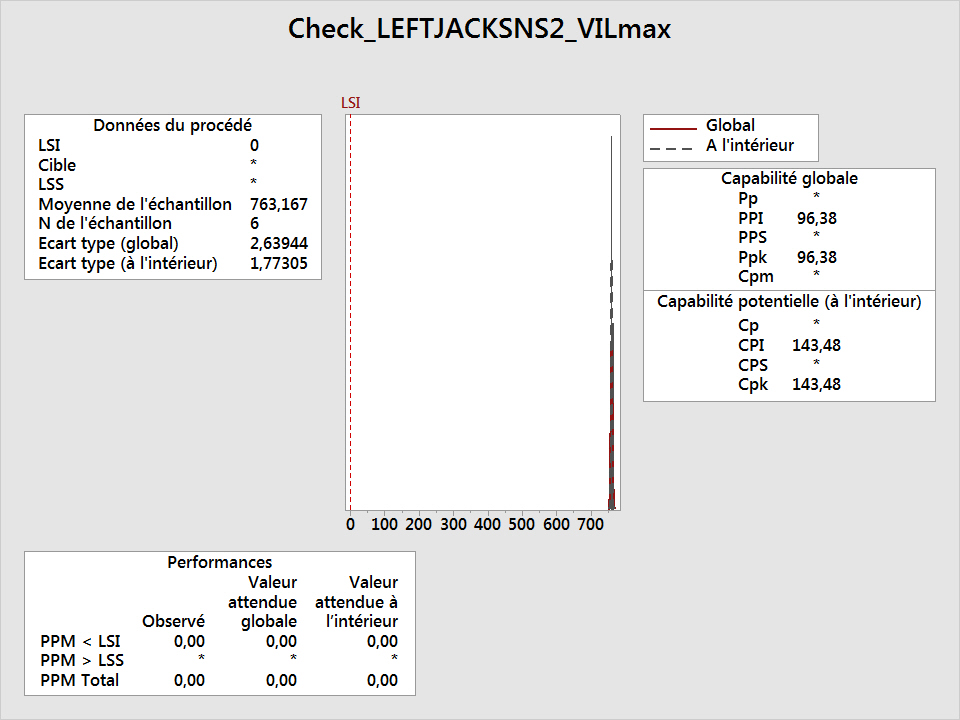 Check_LEFTJACKSNS2_VILmax
LSI
Données du procédé
LSI 0
Cible *
LSS *
Moyenne de l'échantillon 763,167
N de l'échantillon 6
Ecart type (global) 2,63944
Ecart type (à l'intérieur) 1,77305
0 100 200 300 400 500 600 700
Global
A l'intérieur
Capabilité globale
Pp *
PPI 96,38
PPS *
Ppk 96,38
Cpm *
Capabilité potentielle (à l'intérieur)
Cp *
CPI 143,48
CPS *
Cpk 143,48
Performances
Valeur Valeur
attendue attendue à
Observé globale l'intérieur
PPM < LSI 0,00 0,00 0,00
PPM > LSS * * *
PPM Total 0,00 0,00 0,00